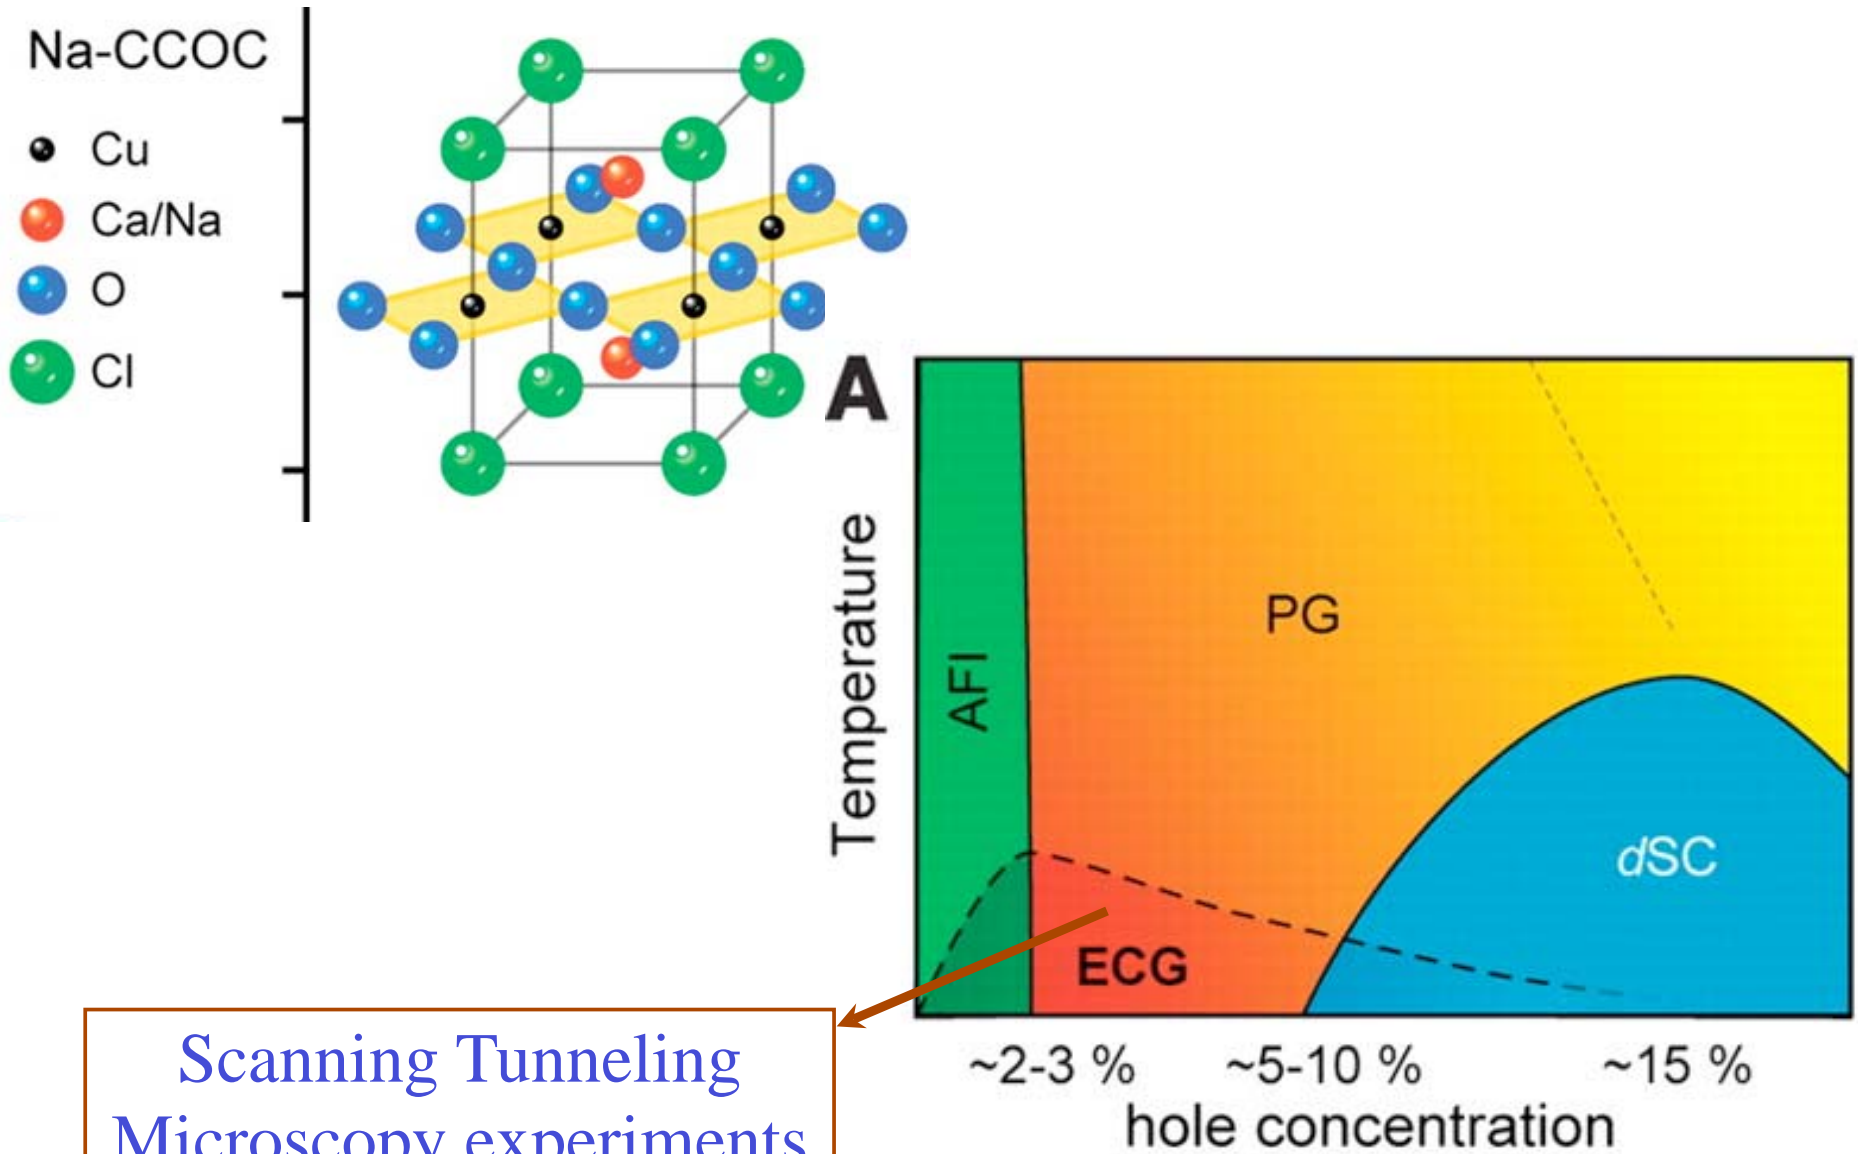 Na-CCOC
Cu
Ca/Na
O
Cl
A
Temperature
AFI
PG
dSC
ECG
~2-3 %
~5-10 %
~15 %
hole concentration
Scanning Tunneling
Microscopy experiments